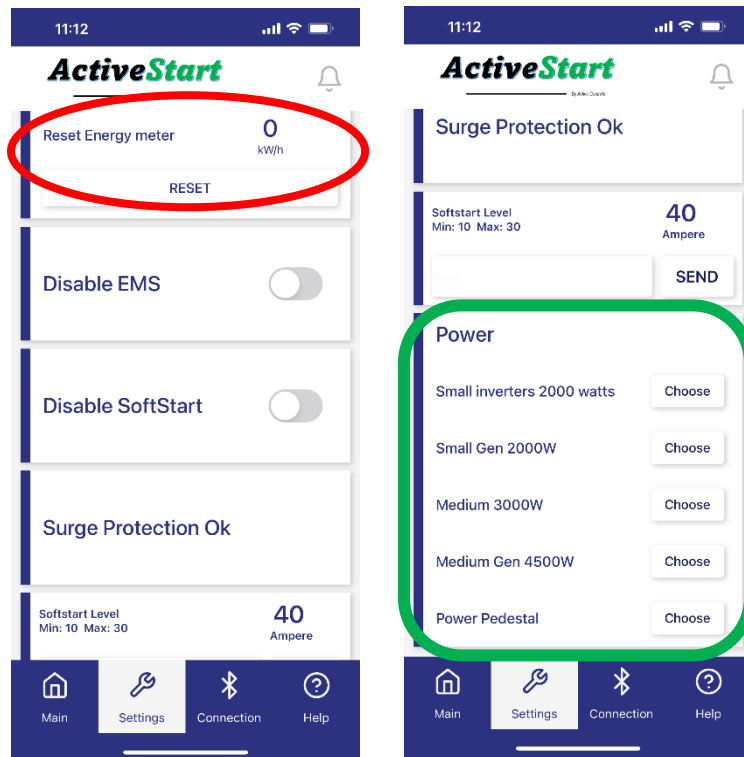 11:12
ActiveStart
Reset Energy meter
0
kW/h
RESET
Disable EMS
Disable SoftStart
Surge Protection Ok
Softstart Level
Min: 10 Max: 30
40
Ampere
Main
Settings
Connection
Help
11:12
ActiveStart
By Active Controls
Surge Protection Ok
Softstart Level
Min: 10 Max: 30
40
Ampere
SEND
Power
Small inverters 2000 watts
Choose
Small Gen 2000W
Choose
Medium 3000W
Choose
Medium Gen 4500W
Choose
Power Pedestal
Choose
Main
Settings
Connection
Help